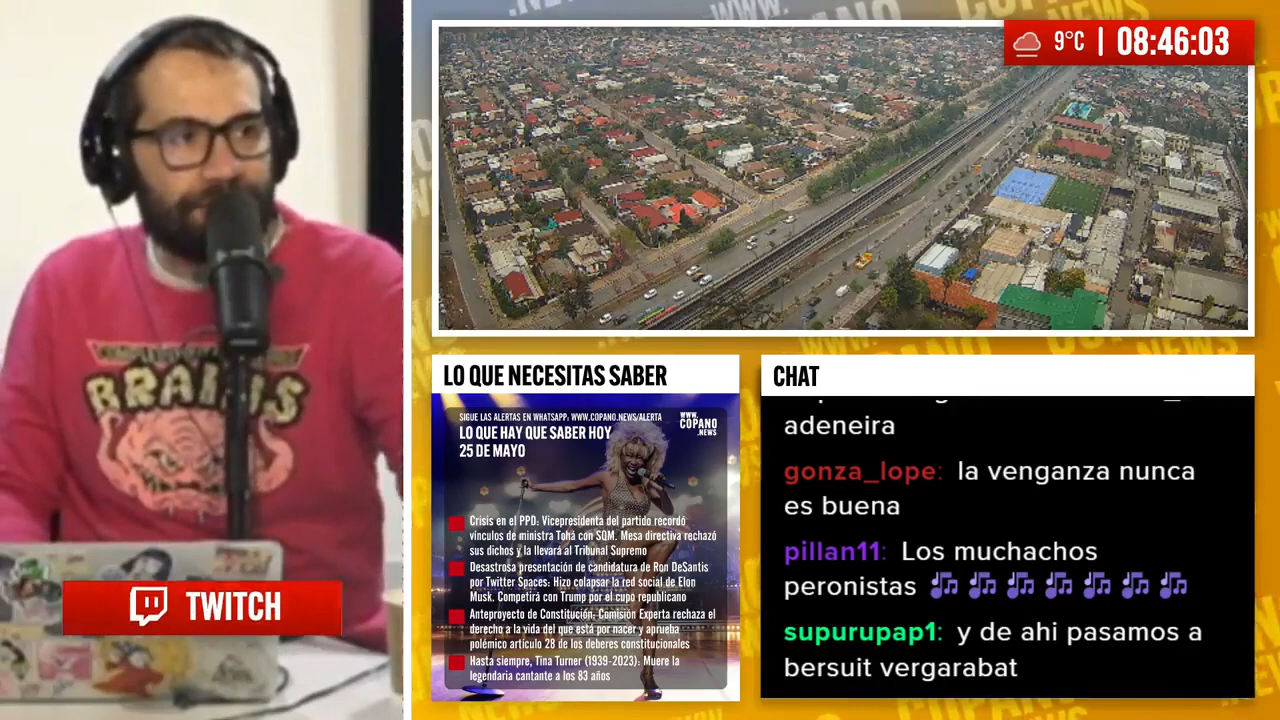 9°C | 08:46:03
BRAINS
TWITCH
LO QUE NECESITAS SABER
SIGUE LAS ALERTAS EN WHATSAPP: WWW.COPANO.NEWS/ALERTA
WWW.
COPANO
.NEWS
LO QUE HAY QUE SABER HOY
25 DE MAYO
Crisis en el PPD: Vicepresidenta del partido recordó
vínculos de ministra Tohá con SQM. Mesa directiva rechazó
sus dichos y la llevará al Tribunal Supremo
Desastrosa presentación de candidatura de Ron DeSantis
por Twitter Spaces: Hizo colapsar la red social de Elon
Musk. Competirá con Trump por el cupo republicano
Anteproyecto de Constitución: Comisión Experta rechaza el
derecho a la vida del que está por nacer y aprueba
polémico artículo 28 de los deberes constitucionales
Hasta siempre, Tina Turner (1939-2023): Muere la
legendaria cantante a los 83 años
CHAT
adeneira
gonza_lope: la venganza nunca
es buena
pillan11: Los muchachos
peronistas 🎶 🎶 🎶 🎶 🎶 🎶 🎶
supurupap1: y de ahi pasamos a
bersuit vergarabat